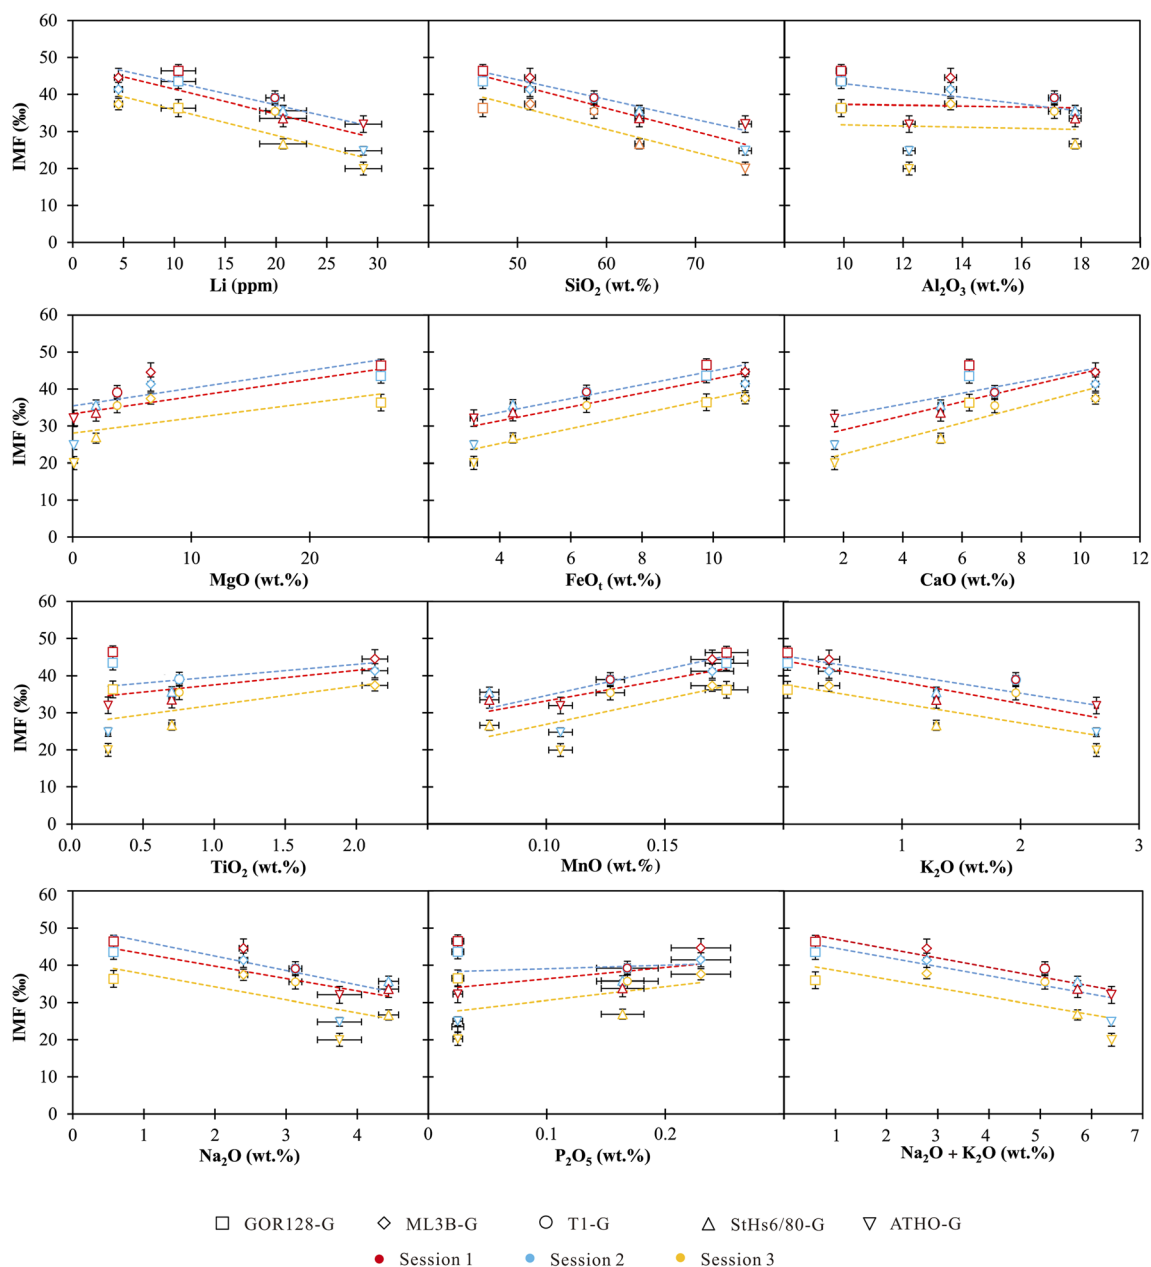 60
50
40
30
20
10
0
IMF (‰)
0 5 10 15 20 25 30 50 60 70 10 12 14 16 18 20
Li (ppm) SiO₂ (wt.%) Al₂O₃ (wt.%)
60
50
40
30
20
10
0
IMF (‰)
0 10 20 4 6 8 10 2 4 6 8 10 12
MgO (wt.%) FeOₜ (wt.%) CaO (wt.%)
60
50
40
30
20
10
0
IMF (‰)
0.0 0.5 1.0 1.5 2.0 0.10 0.15 1 2 3
TiO₂ (wt.%) MnO (wt.%) K₂O (wt.%)
60
50
40
30
20
10
0
IMF (‰)
0 1 2 3 4 0 0.1 0.2 1 2 3 4 5 6 7
Na₂O (wt.%) P₂O₅ (wt.%) Na₂O + K₂O (wt.%)
GOR128-G ML3B-G T1-G StHs6/80-G ATHO-G
Session 1 Session 2 Session 3